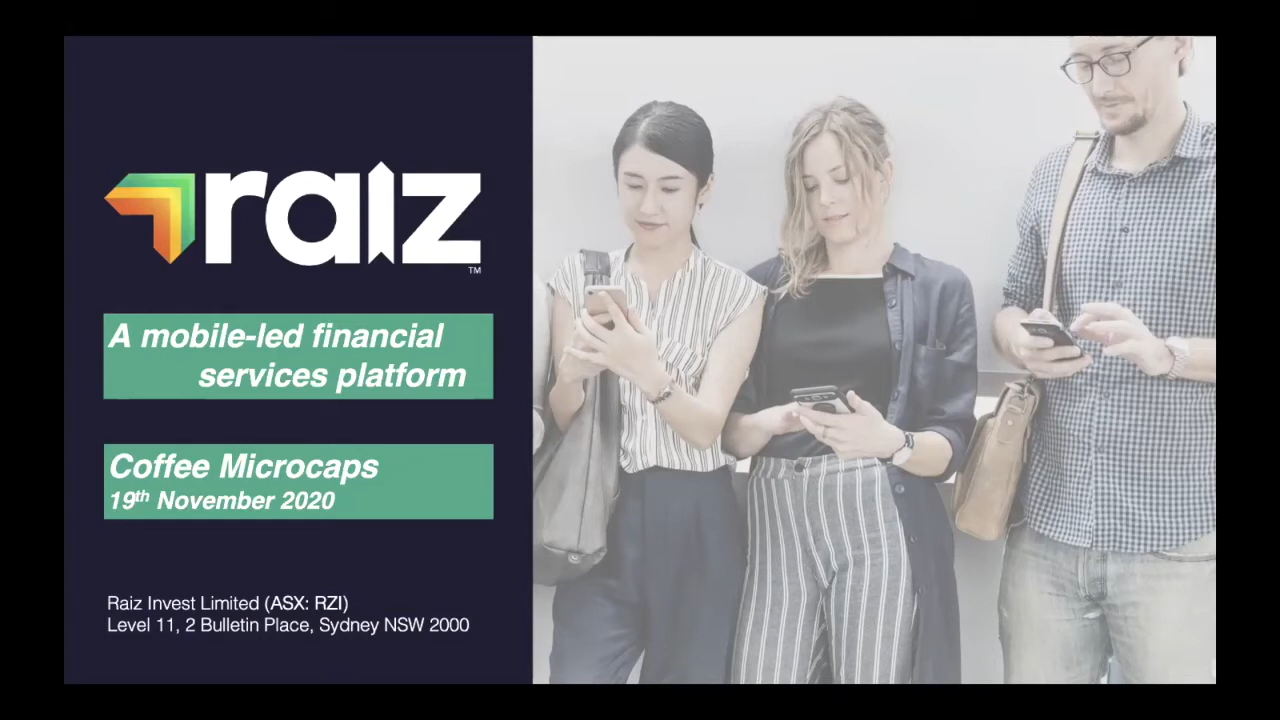 raiz
TM
A mobile-led financial
services platform
Coffee Microcaps
19th November 2020
Raiz Invest Limited (ASX: RZI)
Level 11, 2 Bulletin Place, Sydney NSW 2000